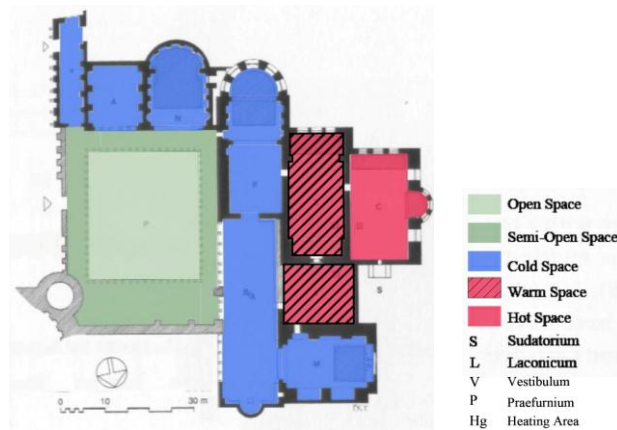 A
N
F
P
C
S
M
0 10 30 m
Open Space
Semi-Open Space
Cold Space
Warm Space
Hot Space
S Sudatorium
L Laconicum
V Vestibulum
P Praefurnium
Hg Heating Area